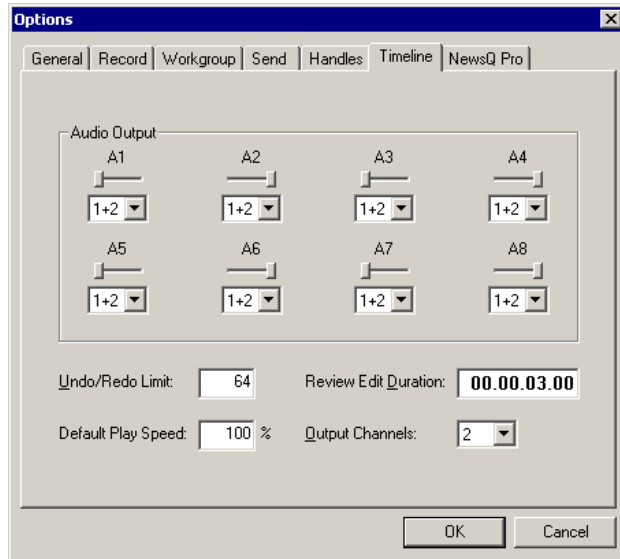 Options
General Record Workgroup Send Handles Timeline NewsQ Pro
Audio Output
A1 A2 A3 A4
1+2 1+2 1+2 1+2
A5 A6 A7 A8
1+2 1+2 1+2 1+2
Undo/Redo Limit: 64 Review Edit Duration: 00.00.03.00
Default Play Speed: 100 % Output Channels: 2
OK Cancel